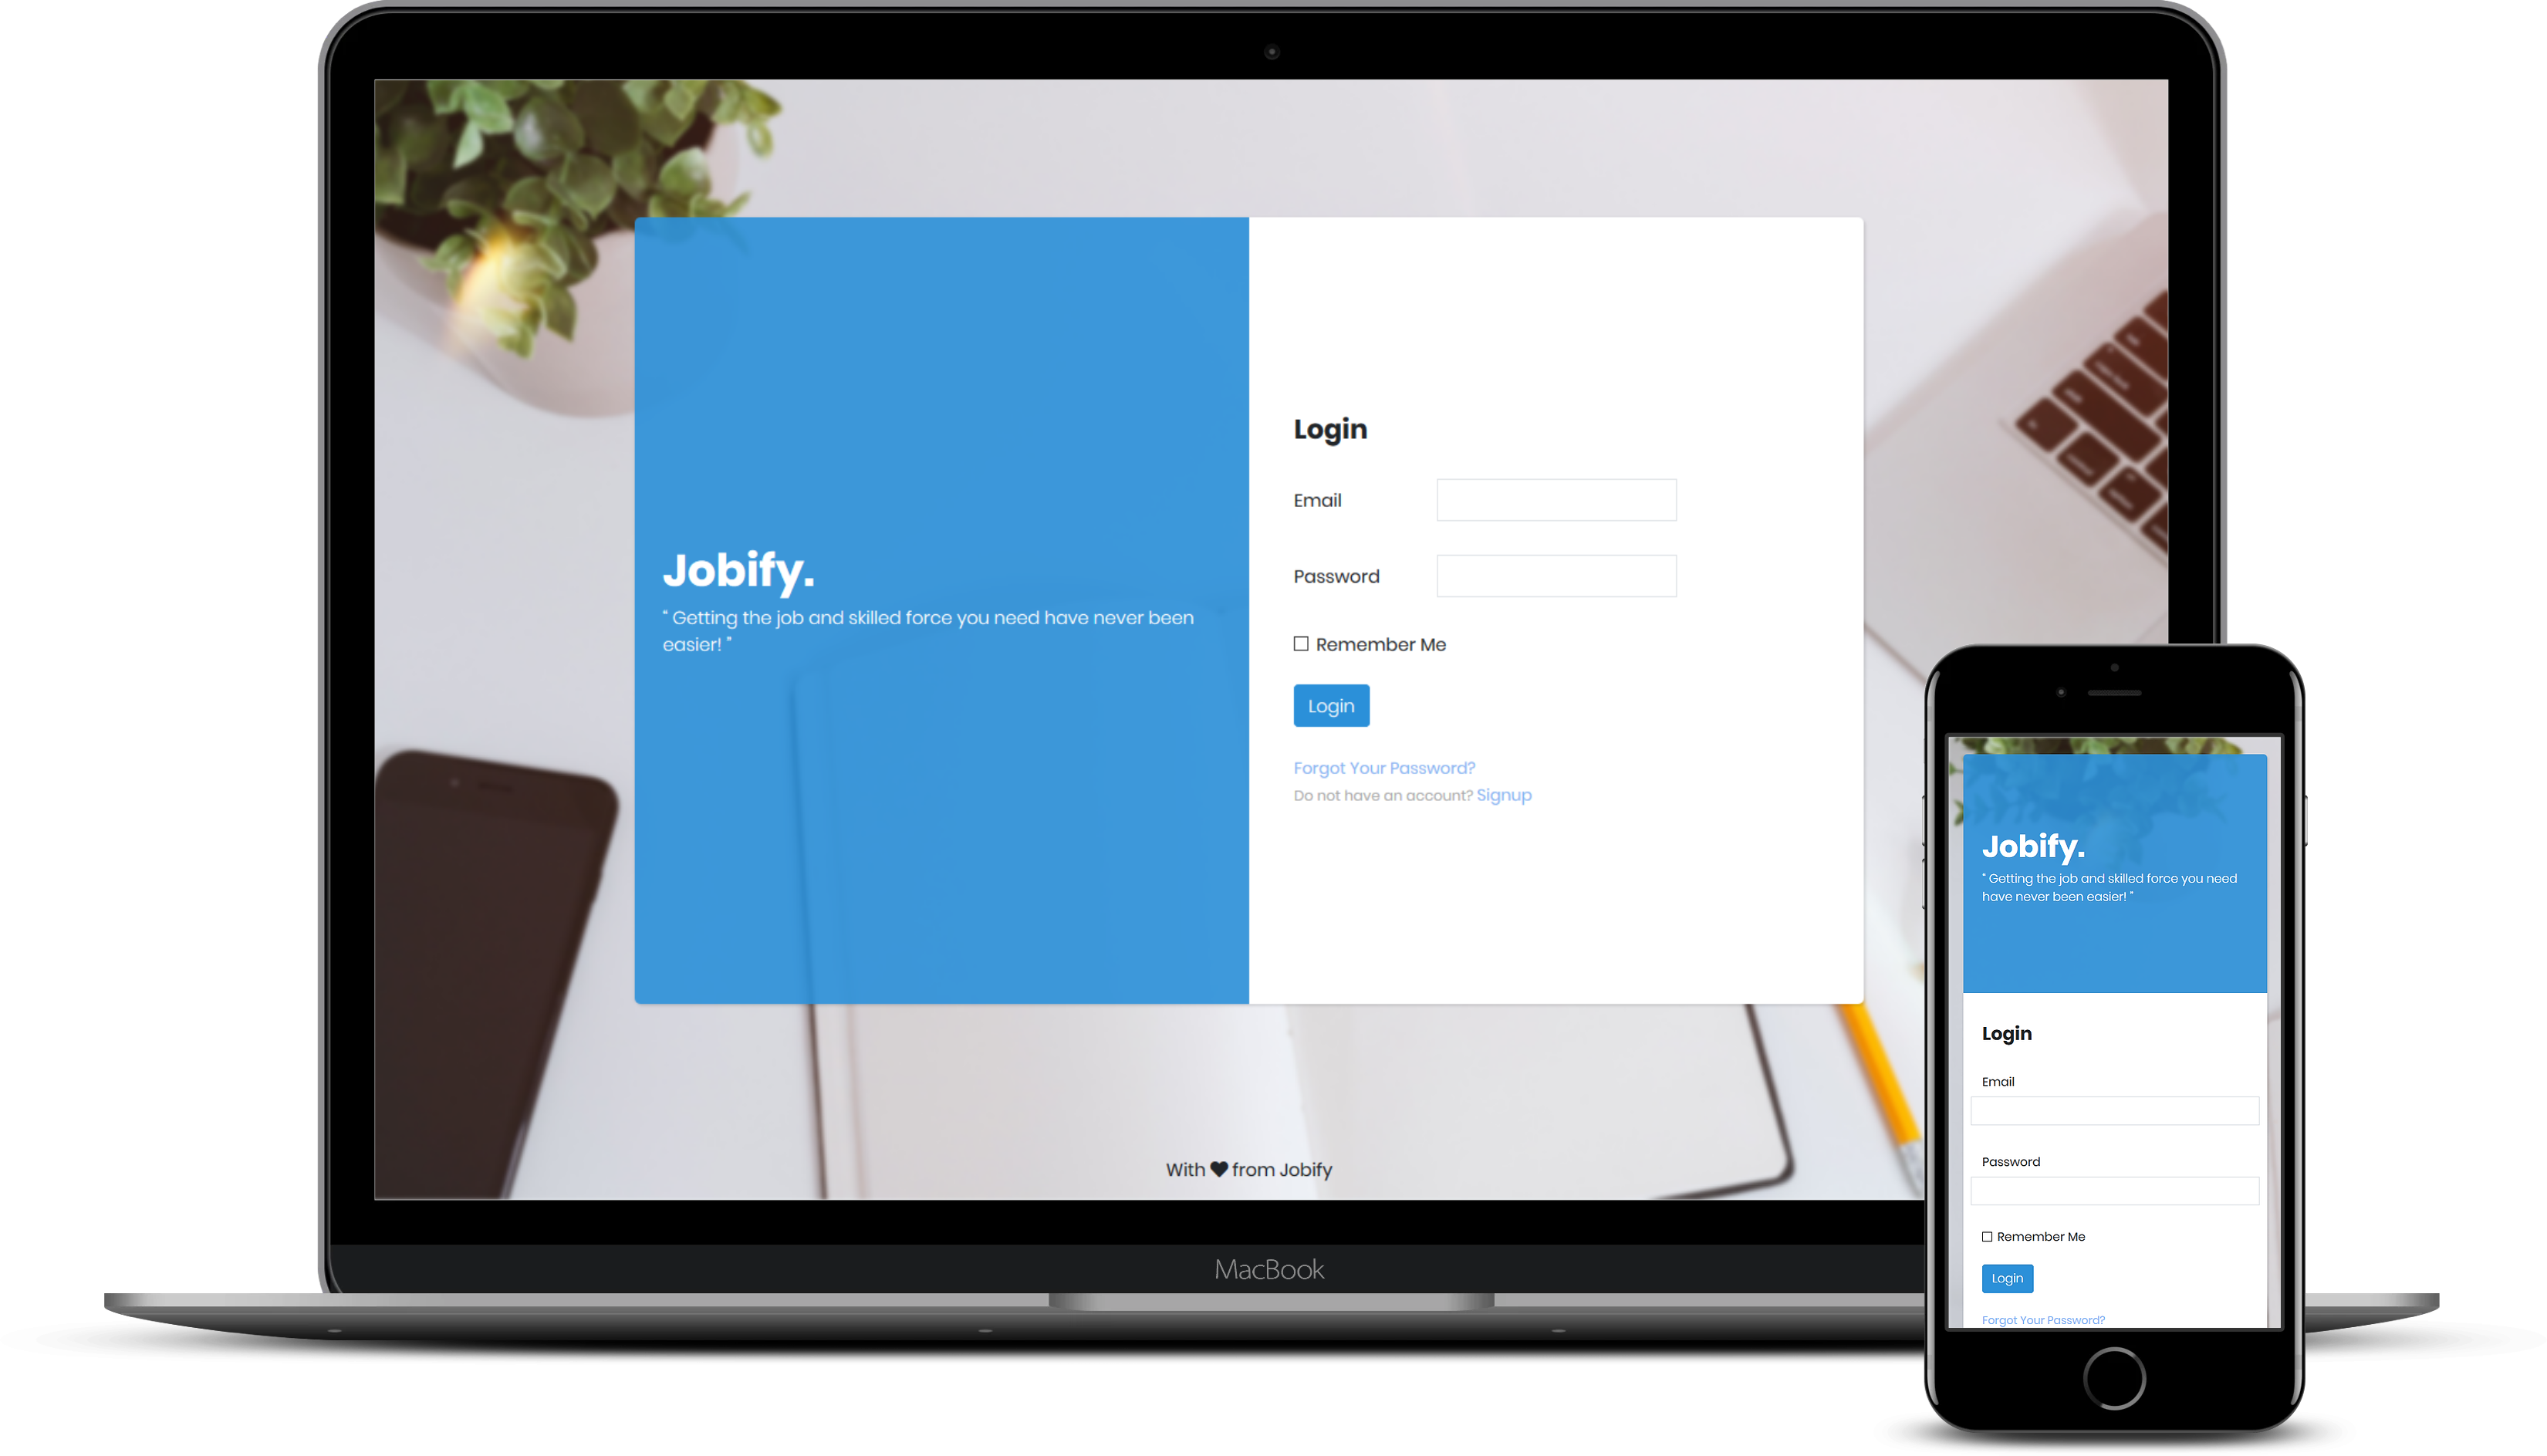 Jobify.
“ Getting the job and skilled force you need have never been
easier! ”
Login
Email
Password
Remember Me
Login
Forgot Your Password?
Do not have an account? Signup
With ♥ from Jobify
MacBook
Jobify.
“ Getting the job and skilled force you need
have never been easier! ”
Login
Email
Password
Remember Me
Login
Forgot Your Password?